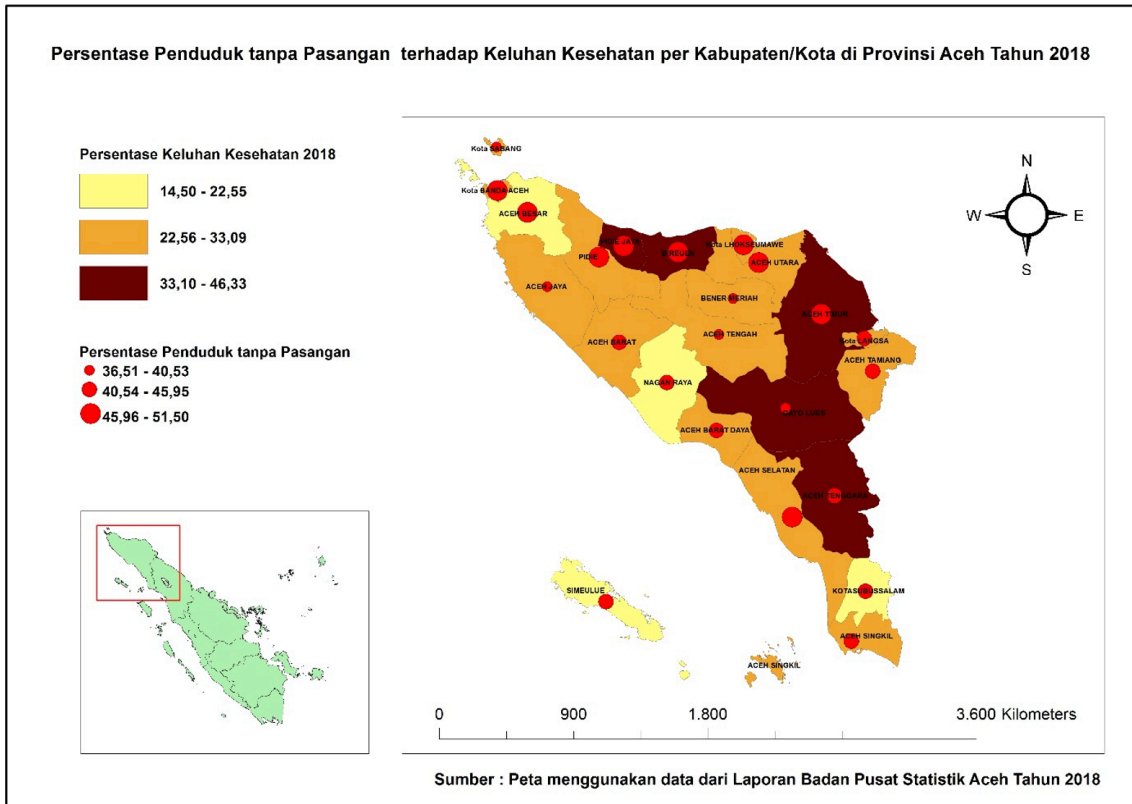 Persentase Penduduk tanpa Pasangan terhadap Keluhan Kesehatan per Kabupaten/Kota di Provinsi Aceh Tahun 2018
Persentase Keluhan Kesehatan 2018
14,50 - 22,55
22,56 - 33,09
33,10 - 46,33
Persentase Penduduk tanpa Pasangan
36,51 - 40,53
40,54 - 45,95
45,96 - 51,50
N
W
E
S
Kota SABANG
Kota BANDA ACEH
ACEH BESAR
PIDIE JAYA
BIREUEN
Kota LHOKSEUMAWE
PIDIE
ACEH UTARA
ACEH JAYA
BENER MERIAH
ACEH TIMUR
ACEH BARAT
ACEH TENGAH
Kota LANGSA
ACEH TAMIANG
NAGAN RAYA
GAYO LUES
ACEH BARAT DAYA
ACEH SELATAN
ACEH TENGGARA
SIMEULUE
KOTASUBUSSALAM
ACEH SINGKIL
ACEH SINGKIL
0 900 1.800 3.600 Kilometers
Sumber : Peta menggunakan data dari Laporan Badan Pusat Statistik Aceh Tahun 2018